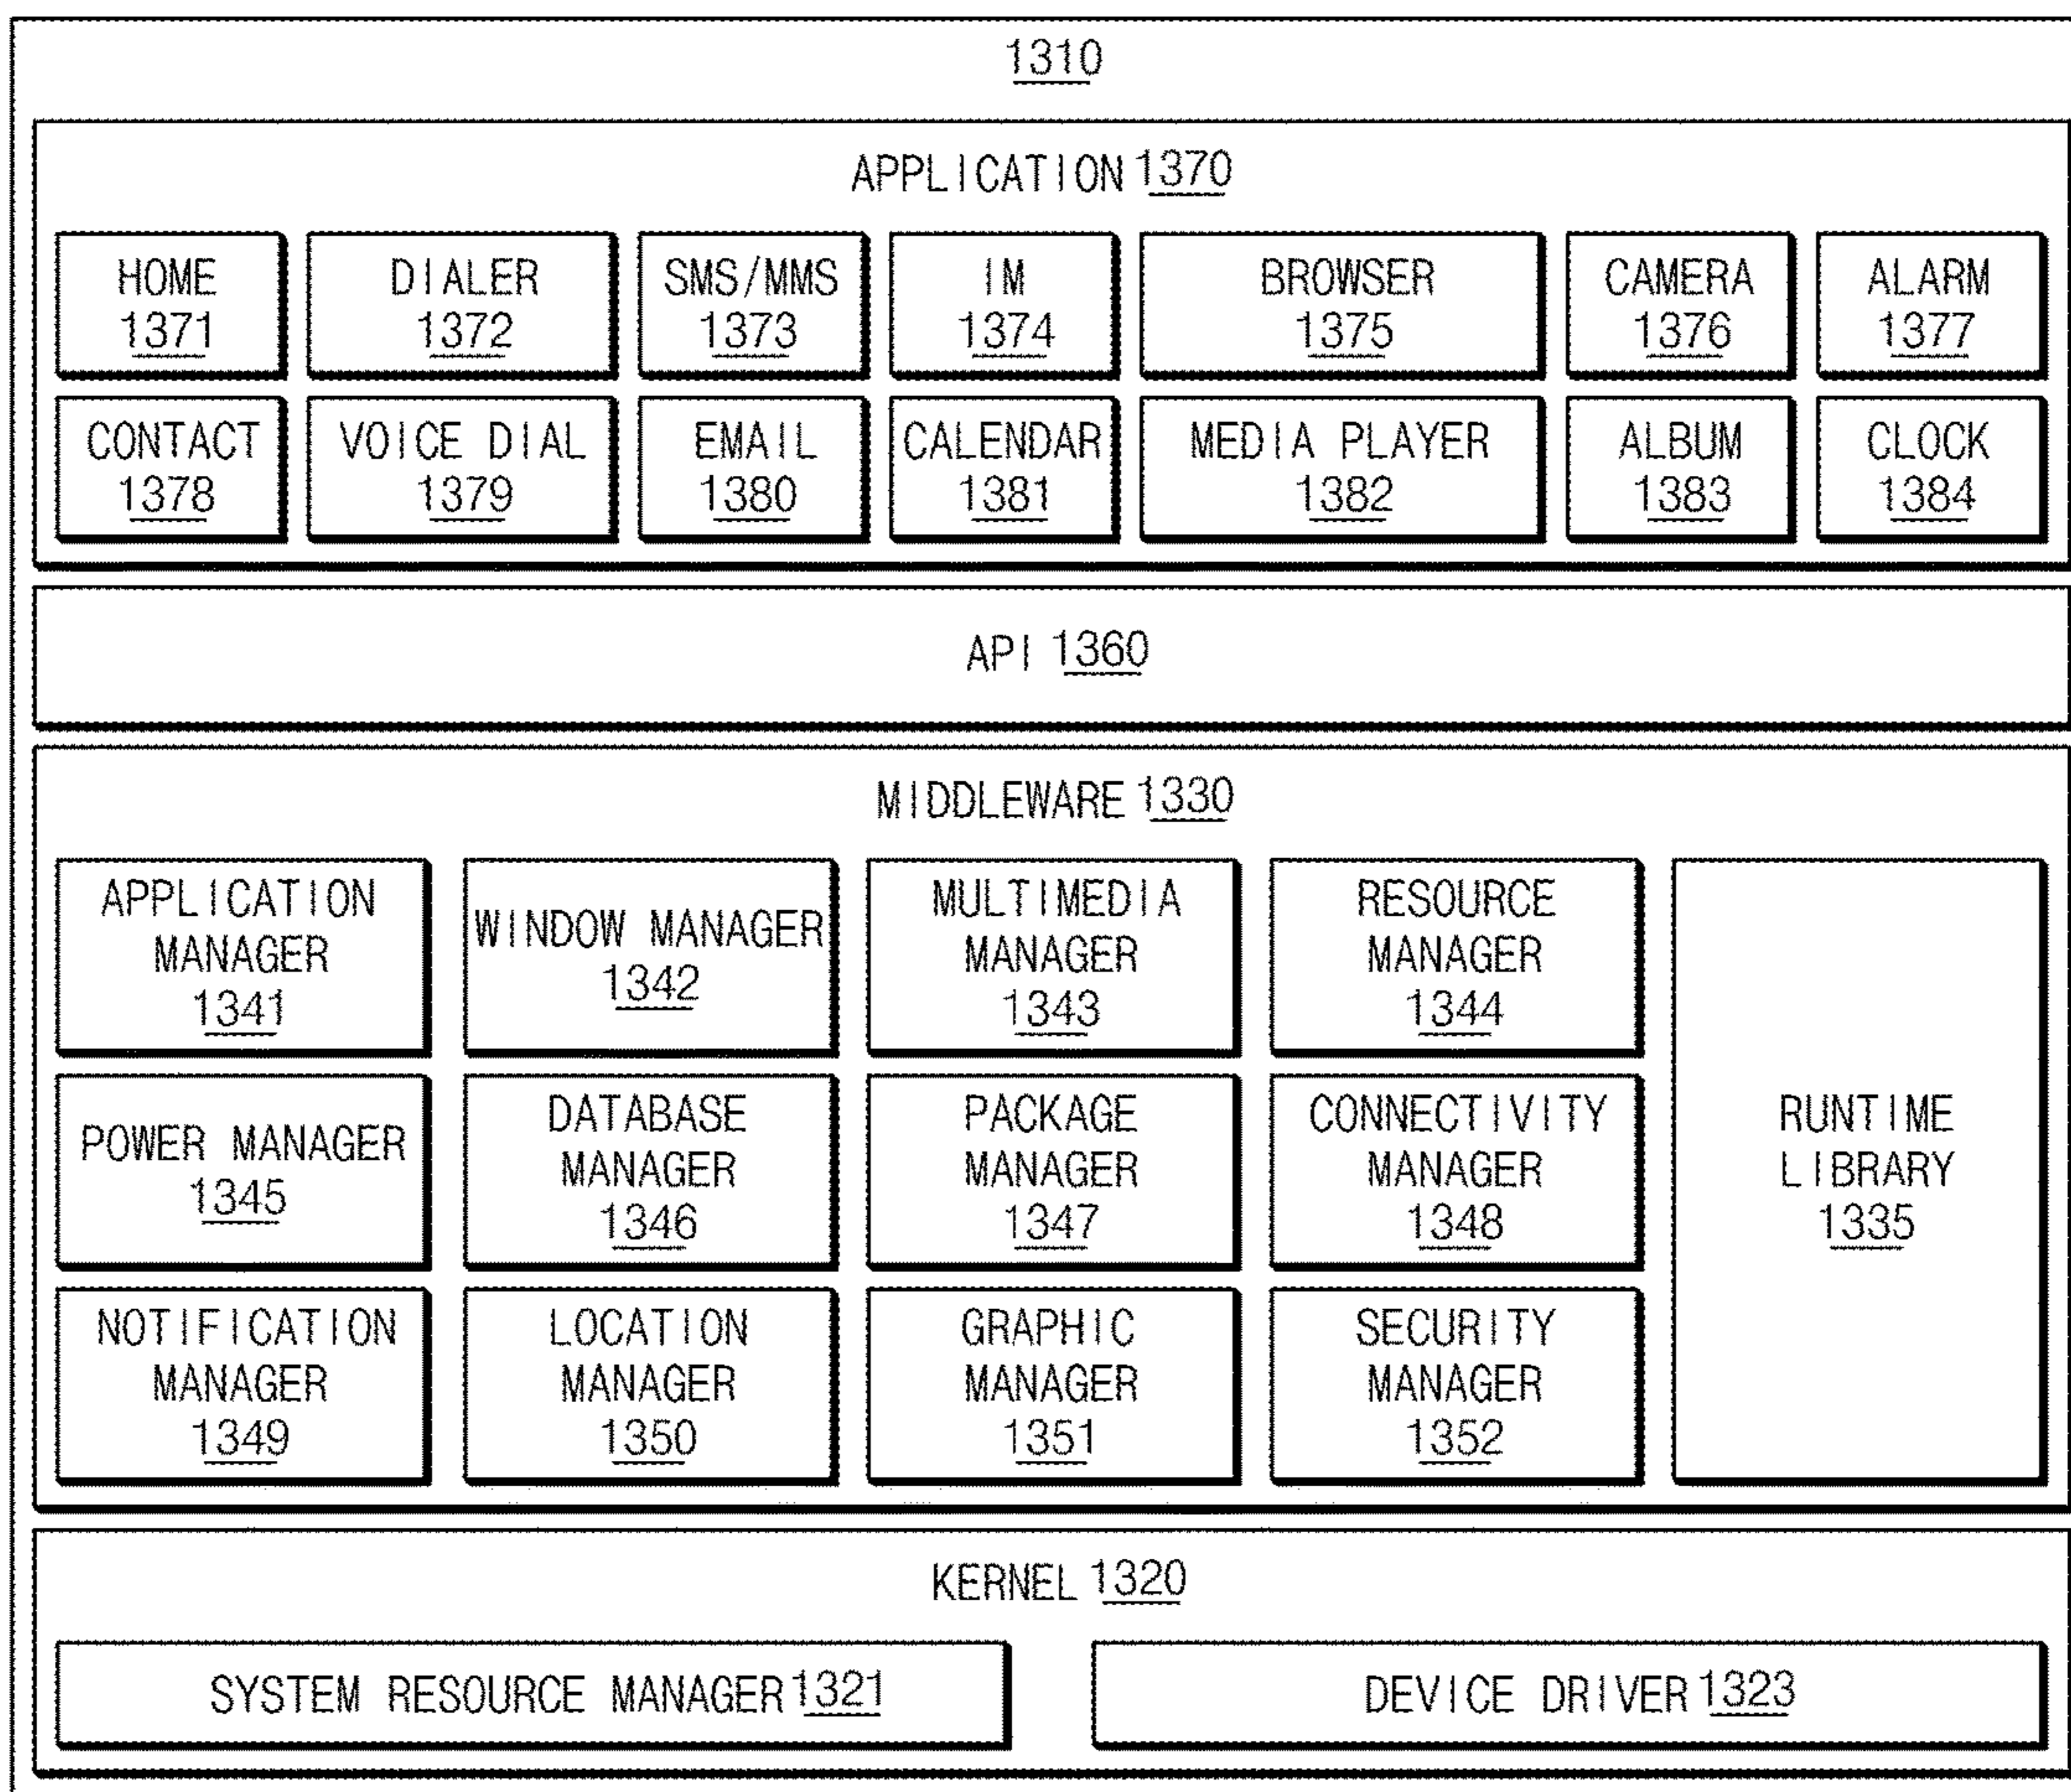 1310
APPLICATION 1370
HOME
1371
DIALER
1372
SMS/MMS
1373
IM
1374
BROWSER
1375
CAMERA
1376
ALARM
1377
CONTACT
1378
VOICE DIAL
1379
EMAIL
1380
CALENDAR
1381
MEDIA PLAYER
1382
ALBUM
1383
CLOCK
1384
API 1360
MIDDLEWARE 1330
APPLICATION
MANAGER
1341
WINDOW MANAGER
1342
MULTIMEDIA
MANAGER
1343
RESOURCE
MANAGER
1344
POWER MANAGER
1345
DATABASE
MANAGER
1346
PACKAGE
MANAGER
1347
CONNECTIVITY
MANAGER
1348
RUNTIME
LIBRARY
1335
NOTIFICATION
MANAGER
1349
LOCATION
MANAGER
1350
GRAPHIC
MANAGER
1351
SECURITY
MANAGER
1352
KERNEL 1320
SYSTEM RESOURCE MANAGER 1321
DEVICE DRIVER 1323